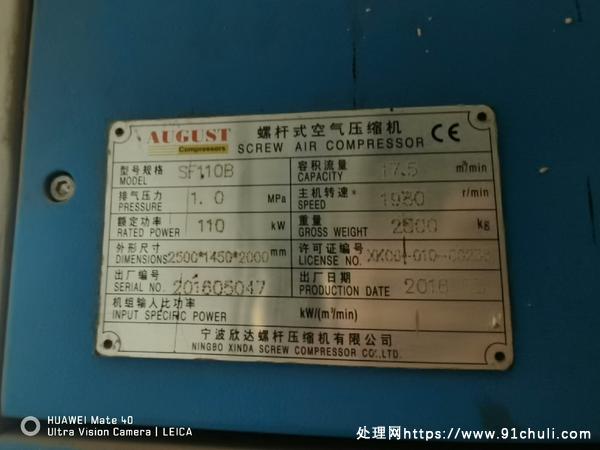 AUGUST
Compressors
螺杆式空气压缩机
SCREW AIR COMPRESSOR CE
型号规格 SF110B 容积流量 17.5 m³/min
MODEL CAPACITY
排气压力 1.0 MPa 主机转速* 1980 r/min
PRESSURE SPEED
额定功率 110 kW 重量 2500 kg
RATED POWER GROSS WEIGHT
外形尺寸 2500*1450*2000 mm 许可证编号
DIMENSIONS LICENSE NO.
出厂编号 201605047 出厂日期
SERIAL NO. PRODUCTION DATE
机组输入比功率 kW/(m³/min)
INPUT SPECIFIC POWER
宁波欣达螺杆压缩机有限公司
NINGBO XINDA SCREW COMPRESSOR CO.,LTD.
HUAWEI Mate 40
Ultra Vision Camera | LEICA
处理网https://www.91chuli.com/